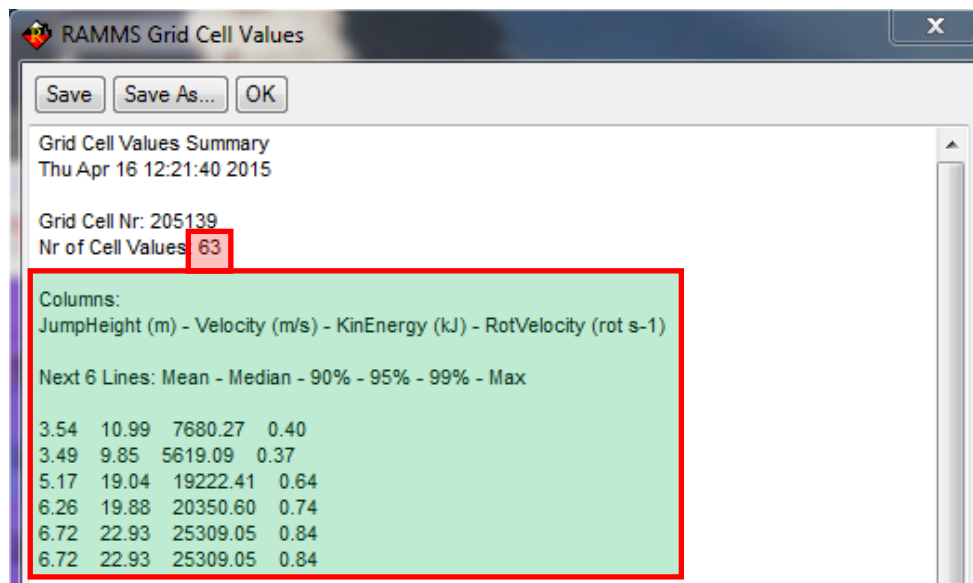 RAMMS Grid Cell Values
X
Save Save As... OK
Grid Cell Values Summary
Thu Apr 16 12:21:40 2015
Grid Cell Nr: 205139
Nr of Cell Values: 63
Columns:
JumpHeight (m) - Velocity (m/s) - KinEnergy (kJ) - RotVelocity (rot s-1)
Next 6 Lines: Mean - Median - 90% - 95% - 99% - Max
3.54 10.99 7680.27 0.40
3.49 9.85 5619.09 0.37
5.17 19.04 19222.41 0.64
6.26 19.88 20350.60 0.74
6.72 22.93 25309.05 0.84
6.72 22.93 25309.05 0.84